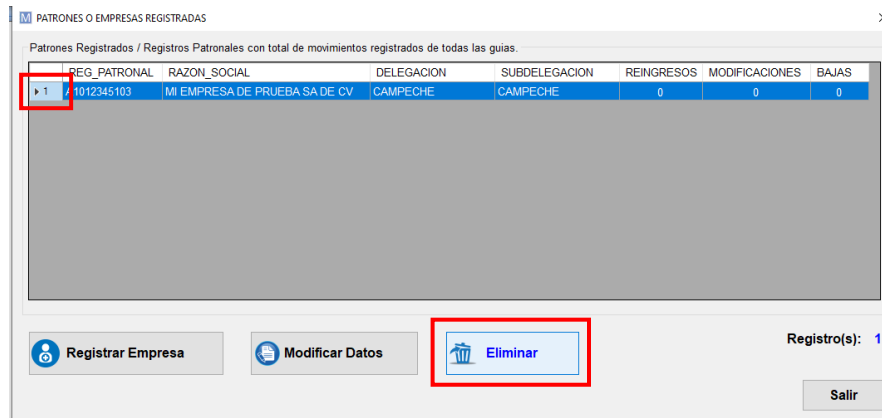 M PATRONES O EMPRESAS REGISTRADAS
Patrones Registrados / Registros Patronales con total de movimientos registrados de todas las guias.
REG_PATRONAL RAZON_SOCIAL DELEGACION SUBDELEGACION REINGRESOS MODIFICACIONES BAJAS
1 A1012345103 MI EMPRESA DE PRUEBA SA DE CV CAMPECHE CAMPECHE 0 0 0
Registrar Empresa Modificar Datos Eliminar Registro(s): 1
Salir